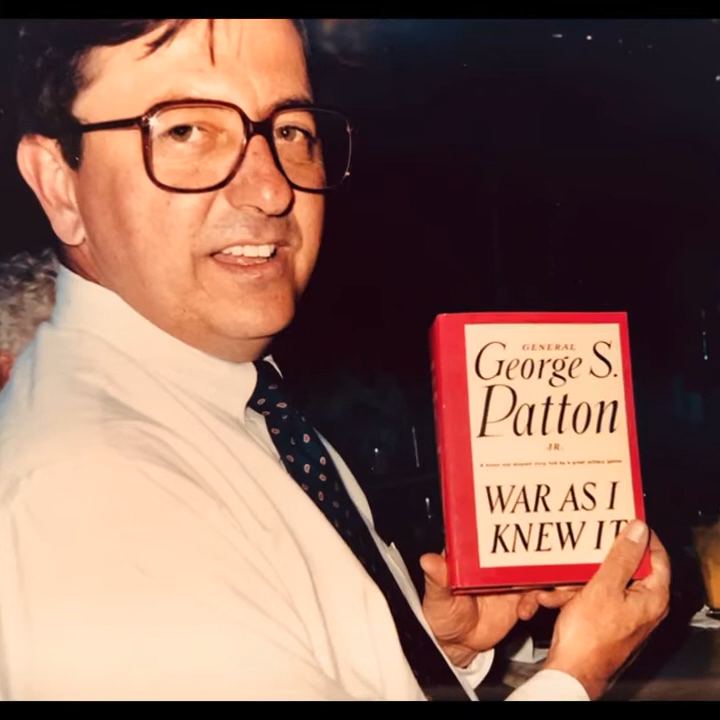 GENERAL
George S.
Patton
JR.
WAR AS I
KNEW IT